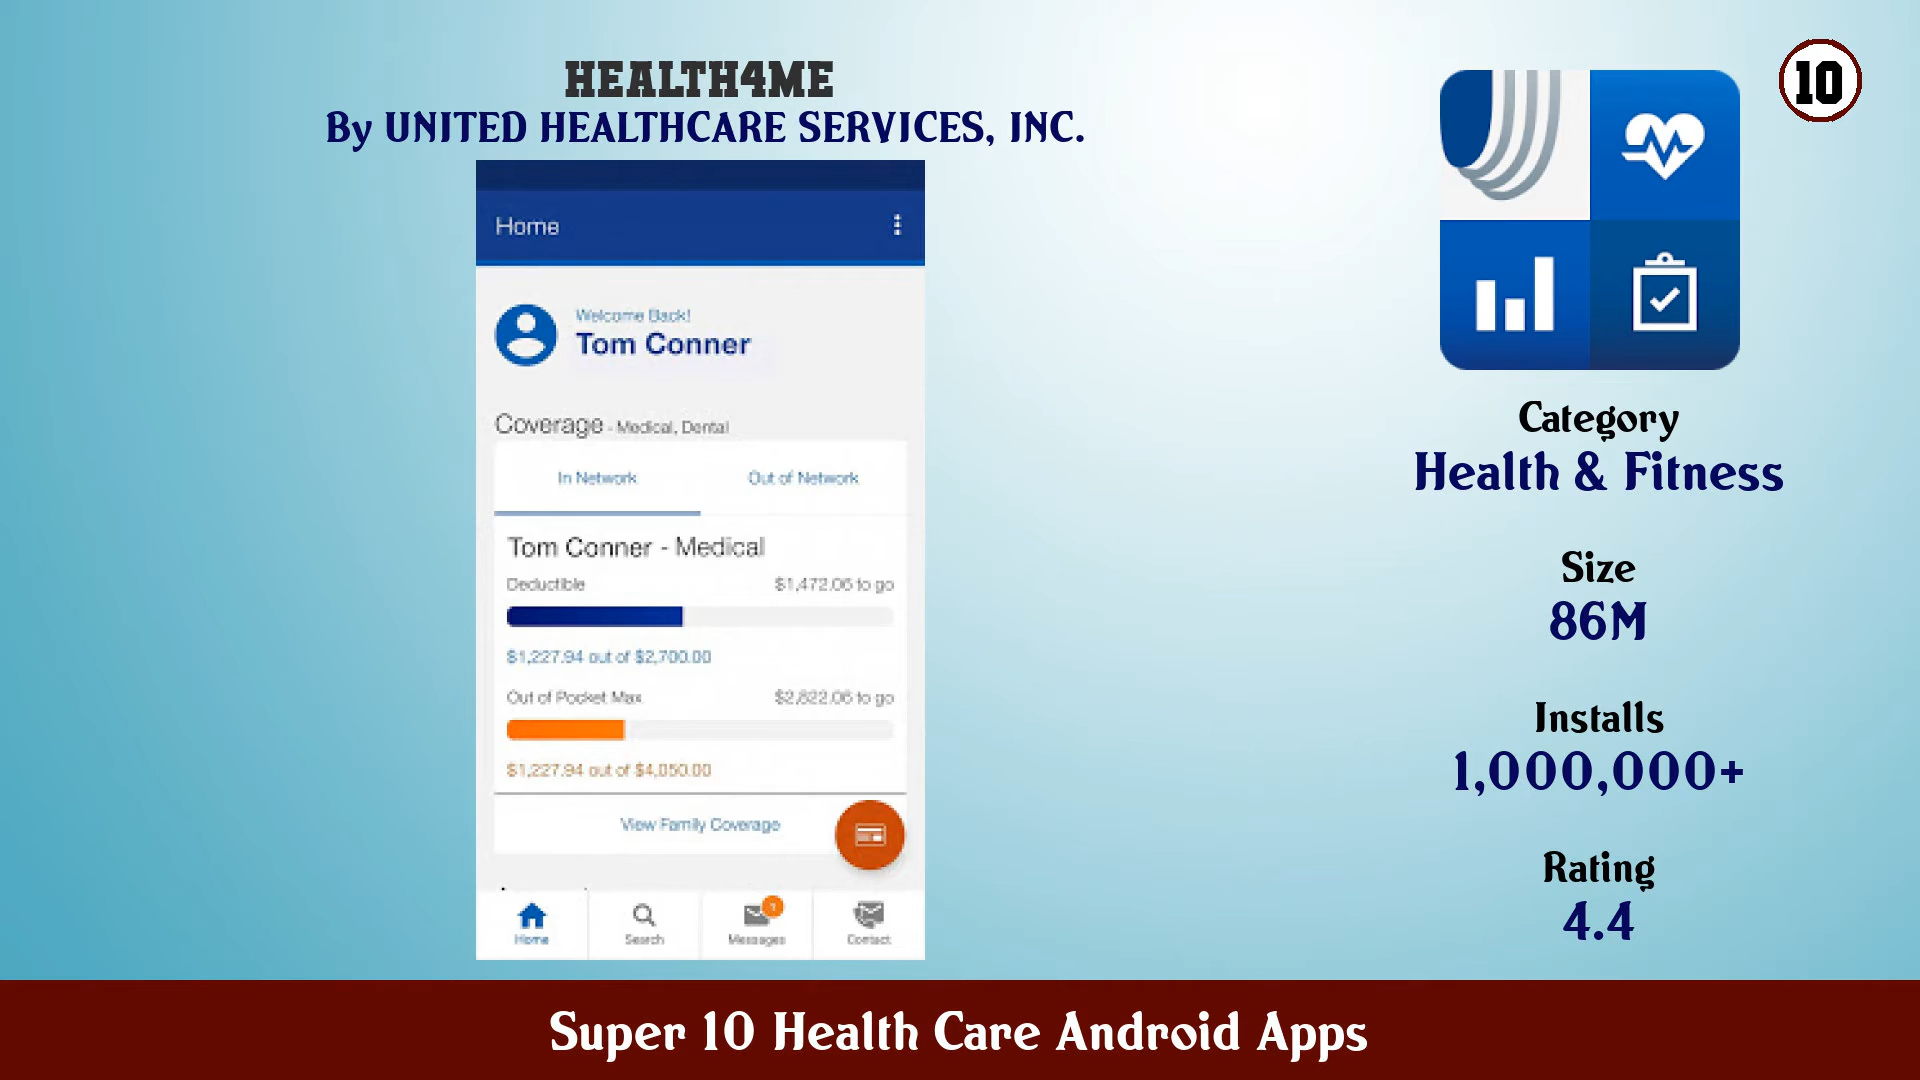 HEALTH4ME
By UNITED HEALTHCARE SERVICES, INC.
10
Home
Welcome Back!
Tom Conner
Coverage - Medical, Dental
In Network
Out of Network
Tom Conner - Medical
Deductible
$1,472.06 to go
$1,227.94 out of $2,700.00
Out of Pocket Max
$2,822.06 to go
$1,227.94 out of $4,050.00
View Family Coverage
Home
Search
1
Messages
Contact
Category
Health & Fitness
Size
86M
Installs
1,000,000+
Rating
4.4
Super 10 Health Care Android Apps